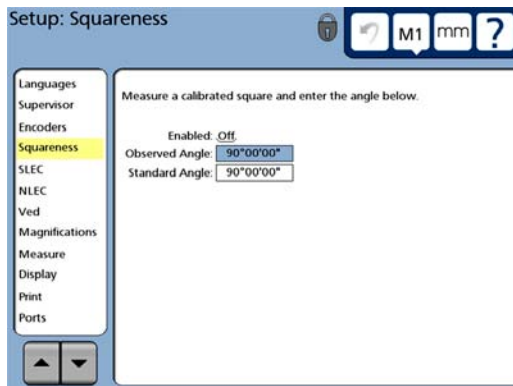 Setup: Squareness
M1 mm ?
Languages
Supervisor
Encoders
Squareness
SLEC
NLEC
Ved
Magnifications
Measure
Display
Print
Ports
Measure a calibrated square and enter the angle below.
Enabled: Off
Observed Angle: 90°00'00"
Standard Angle: 90°00'00"